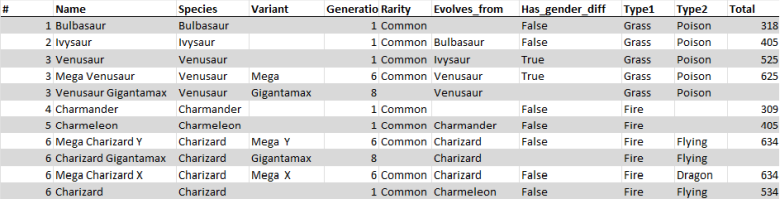 # Name Species Variant Generatio Rarity Evolves_from Has_gender_diff Type1 Type2 Total
1 Bulbasaur Bulbasaur 1 Common False Grass Poison 318
2 Ivysaur Ivysaur 1 Common Bulbasaur False Grass Poison 405
3 Venusaur Venusaur 1 Common Ivysaur True Grass Poison 525
3 Mega Venusaur Venusaur Mega 6 Common Venusaur True Grass Poison 625
3 Venusaur Gigantamax Venusaur Gigantamax 8 Venusaur Grass Poison
4 Charmander Charmander 1 Common False Fire 309
5 Charmeleon Charmeleon 1 Common Charmander False Fire 405
6 Mega Charizard Y Charizard Mega Y 6 Common Charizard False Fire Flying 634
6 Charizard Gigantamax Charizard Gigantamax 8 Charizard Fire Flying
6 Mega Charizard X Charizard Mega X 6 Common Charizard False Fire Dragon 634
6 Charizard Charizard 1 Common Charmeleon False Fire Flying 534